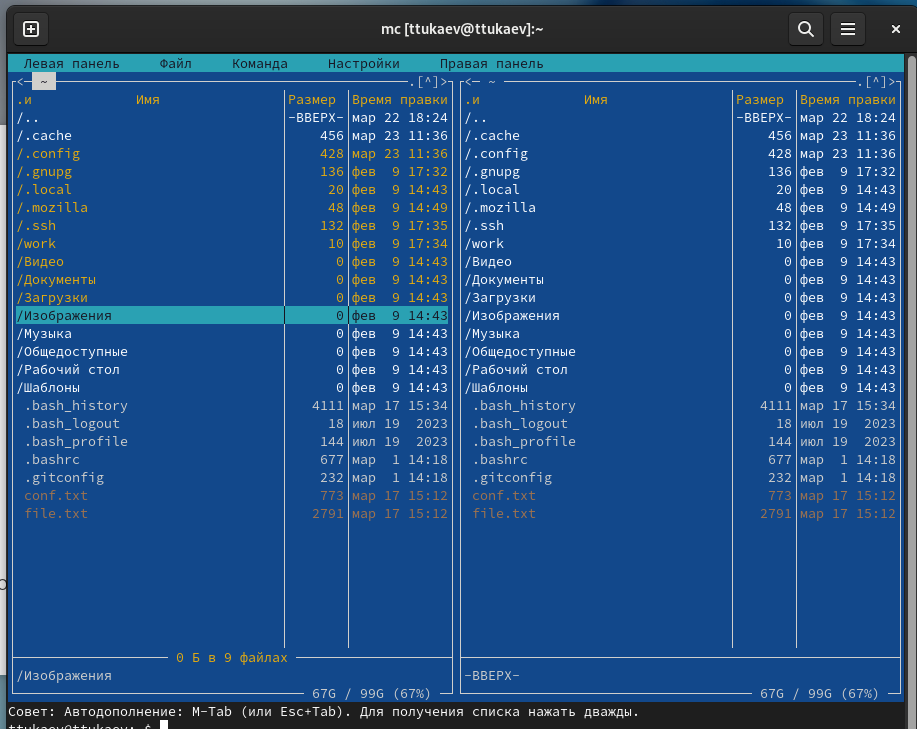 mc [ttukaev@ttukaev]:~
Левая панель Файл Команда Настройки Правая панель
<─ ~ .[^]> <─ ~ .[^]>
.и Имя Размер Время правки .и Имя Размер Время правки
/.. -ВВЕРХ- мар 22 18:24 /.. -ВВЕРХ- мар 22 18:24
/.cache 456 мар 23 11:36 /.cache 456 мар 23 11:36
/.config 428 мар 23 11:36 /.config 428 мар 23 11:36
/.gnupg 136 фев 9 17:32 /.gnupg 136 фев 9 17:32
/.local 20 фев 9 14:43 /.local 20 фев 9 14:43
/.mozilla 48 фев 9 14:49 /.mozilla 48 фев 9 14:49
/.ssh 132 фев 9 17:35 /.ssh 132 фев 9 17:35
/work 10 фев 9 17:34 /work 10 фев 9 17:34
/Видео 0 фев 9 14:43 /Видео 0 фев 9 14:43
/Документы 0 фев 9 14:43 /Документы 0 фев 9 14:43
/Загрузки 0 фев 9 14:43 /Загрузки 0 фев 9 14:43
/Изображения 0 фев 9 14:43 /Изображения 0 фев 9 14:43
/Музыка 0 фев 9 14:43 /Музыка 0 фев 9 14:43
/Общедоступные 0 фев 9 14:43 /Общедоступные 0 фев 9 14:43
/Рабочий стол 0 фев 9 14:43 /Рабочий стол 0 фев 9 14:43
/Шаблоны 0 фев 9 14:43 /Шаблоны 0 фев 9 14:43
.bash_history 4111 мар 17 15:34 .bash_history 4111 мар 17 15:34
.bash_logout 18 июл 19 2023 .bash_logout 18 июл 19 2023
.bash_profile 144 июл 19 2023 .bash_profile 144 июл 19 2023
.bashrc 677 мар 1 14:18 .bashrc 677 мар 1 14:18
.gitconfig 232 мар 1 14:18 .gitconfig 232 мар 1 14:18
conf.txt 773 мар 17 15:12 conf.txt 773 мар 17 15:12
file.txt 2791 мар 17 15:12 file.txt 2791 мар 17 15:12
0 Б в 9 файлах
/Изображения -ВВЕРХ-
67G / 99G (67%) 67G / 99G (67%)
Совет: Автодополнение: M-Tab (или Esc+Tab). Для получения списка нажать дважды.
ttukaev@ttukaev:~$